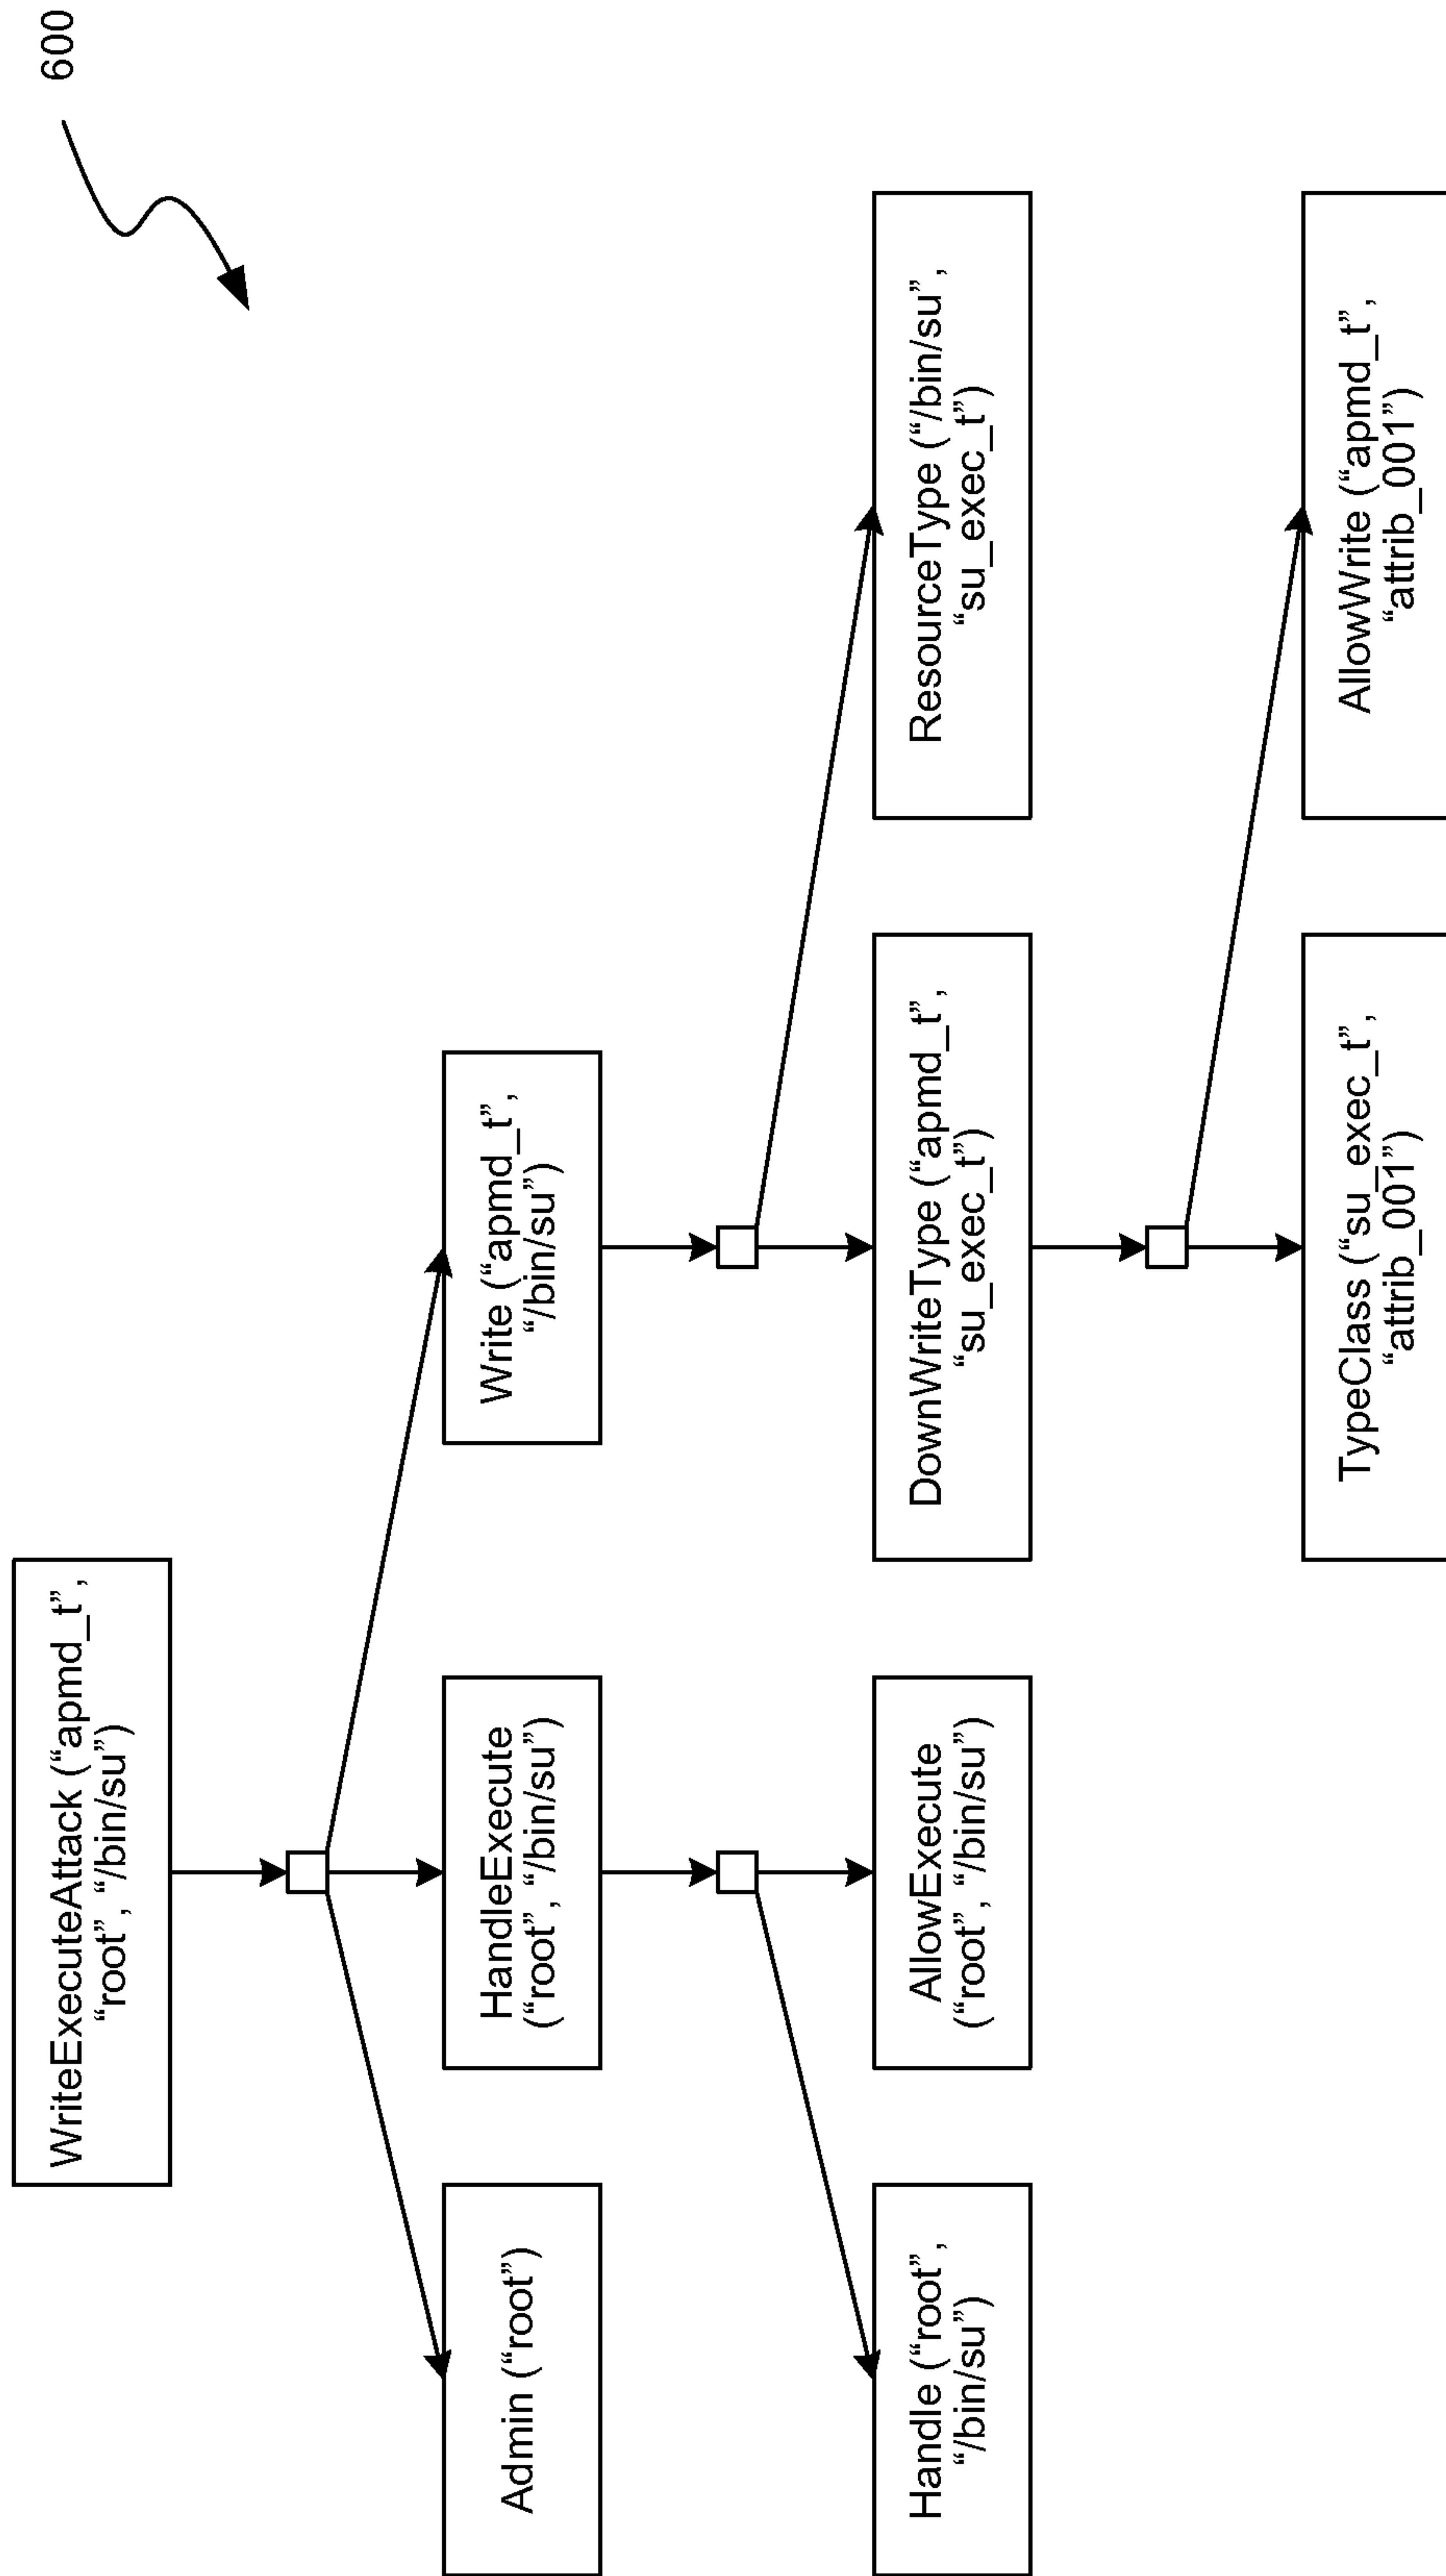 600
WriteExecuteAttack (“apmd_t” ,
“root” , “/bin/su”)
Admin (“root”)
HandleExecute
(“root” , “/bin/su”)
Write (“apmd_t” ,
“/bin/su”)
Handle (“root” ,
“/bin/su”)
AllowExecute
(“root” , “/bin/su”)
DownWriteType (“apmd_t” ,
“su_exec_t”)
ResourceType (“/bin/su” ,
“su_exec_t”)
TypeClass (“su_exec_t” ,
“attrib_001”)
AllowWrite (“apmd_t” ,
“attrib_001”)